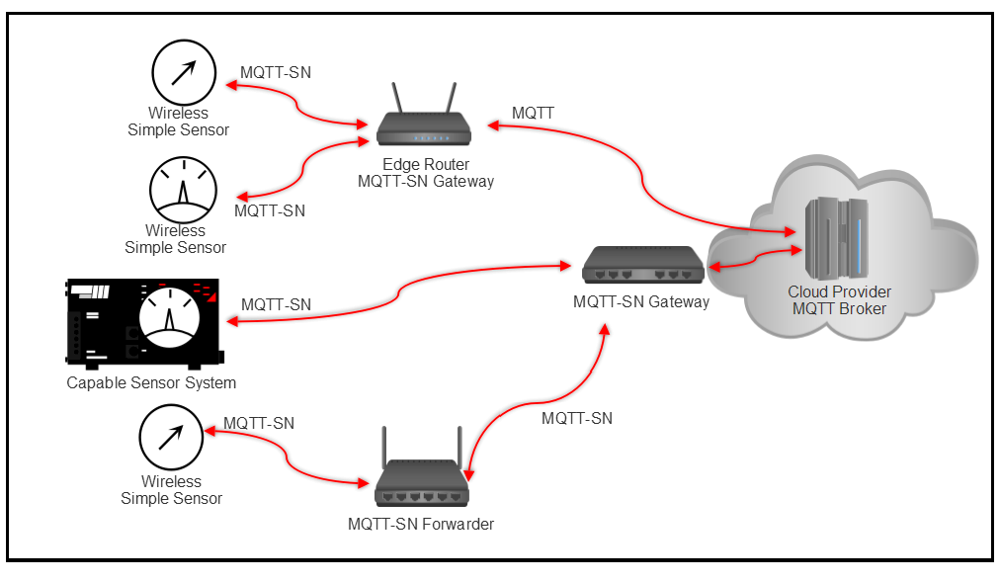 MQTT-SN
Wireless
Simple Sensor
MQTT
Edge Router
MQTT-SN Gateway
MQTT-SN
Wireless
Simple Sensor
MQTT-SN
Capable Sensor System
MQTT-SN Gateway
Cloud Provider
MQTT Broker
MQTT-SN
Wireless
Simple Sensor
MQTT-SN
MQTT-SN Forwarder